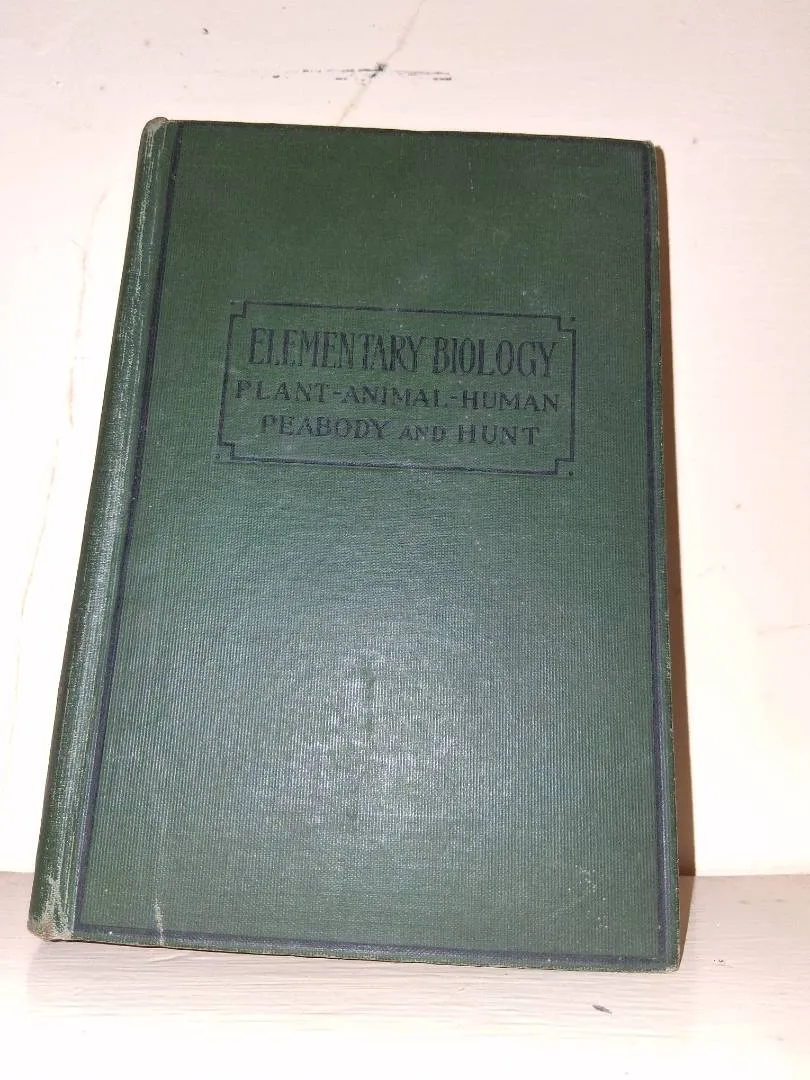 ELEMENTARY BIOLOGY
PLANT-ANIMAL-HUMAN
PEABODY AND HUNT